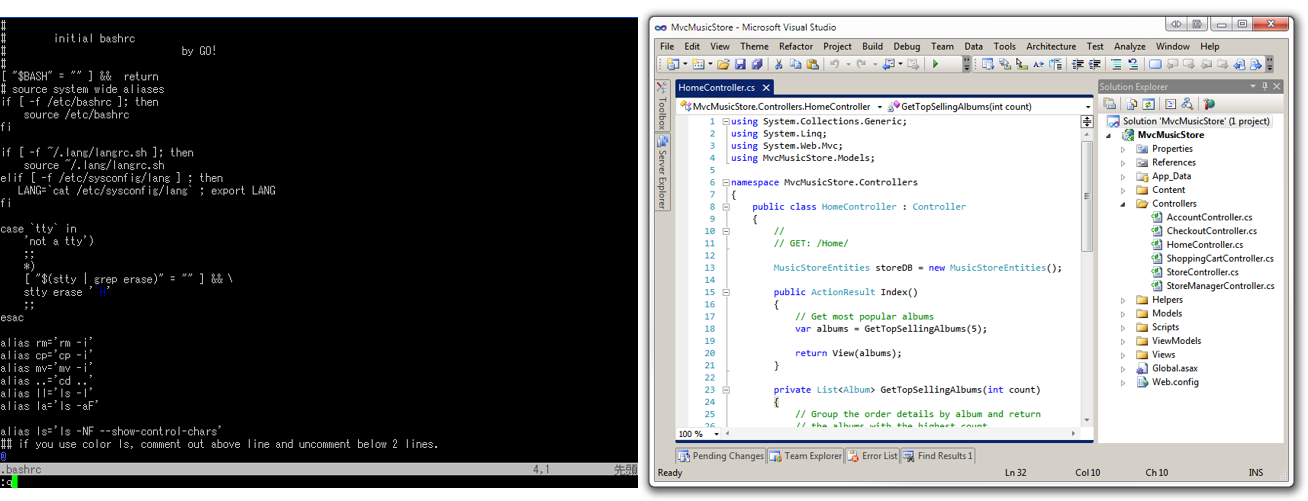 #
#        initial bashrc
#                          by GO!
#
[ "$BASH" = "" ] &&  return
# source system wide aliases
if [ -f /etc/bashrc ]; then
    source /etc/bashrc
fi
if [ -f ~/.lang/langrc.sh ]; then
    source ~/.lang/langrc.sh
elif [ -f /etc/sysconfig/lang ] ; then
   LANG=`cat /etc/sysconfig/lang` ; export LANG
fi
case `tty` in
    'not a tty')
    ;;
    *)
    [ "$(stty | grep erase)" = "" ] && \
    stty erase '^H'
    ;;
esac
alias rm='rm -i'
alias cp='cp -i'
alias mv='mv -i'
alias ..='cd ..'
alias ll='ls -l'
alias la='ls -aF'
alias ls='ls -NF --show-control-chars'
## if you use color ls, comment out above line and uncomment below 2 lines.
@
.bashrc 4,1 先頭
:q
MvcMusicStore - Microsoft Visual Studio
File Edit View Theme Refactor Project Build Debug Team Data Tools Architecture Test Analyze Window Help
HomeController.cs
MvcMusicStore.Controllers.HomeController GetTopSellingAlbums(int count)
Toolbox
Server Explorer
1 using System.Collections.Generic;
2 using System.Linq;
3 using System.Web.Mvc;
4 using MvcMusicStore.Models;
5
6 namespace MvcMusicStore.Controllers
7 {
8     public class HomeController : Controller
9     {
10         //
11         // GET: /Home/
12
13         MusicStoreEntities storeDB = new MusicStoreEntities();
14
15         public ActionResult Index()
16         {
17             // Get most popular albums
18             var albums = GetTopSellingAlbums(5);
19
20             return View(albums);
21         }
22
23         private List<Album> GetTopSellingAlbums(int count)
24         {
25             // Group the order details by album and return
26             // the albums with the highest count
100 %
Solution Explorer
Solution 'MvcMusicStore' (1 project)
MvcMusicStore
Properties
References
App_Data
Content
Controllers
AccountController.cs
CheckoutController.cs
HomeController.cs
ShoppingCartController.cs
StoreController.cs
StoreManagerController.cs
Helpers
Models
Scripts
ViewModels
Views
Global.asax
Web.config
Pending Changes Team Explorer Error List Find Results 1
Ready Ln 32 Col 10 Ch 10 INS